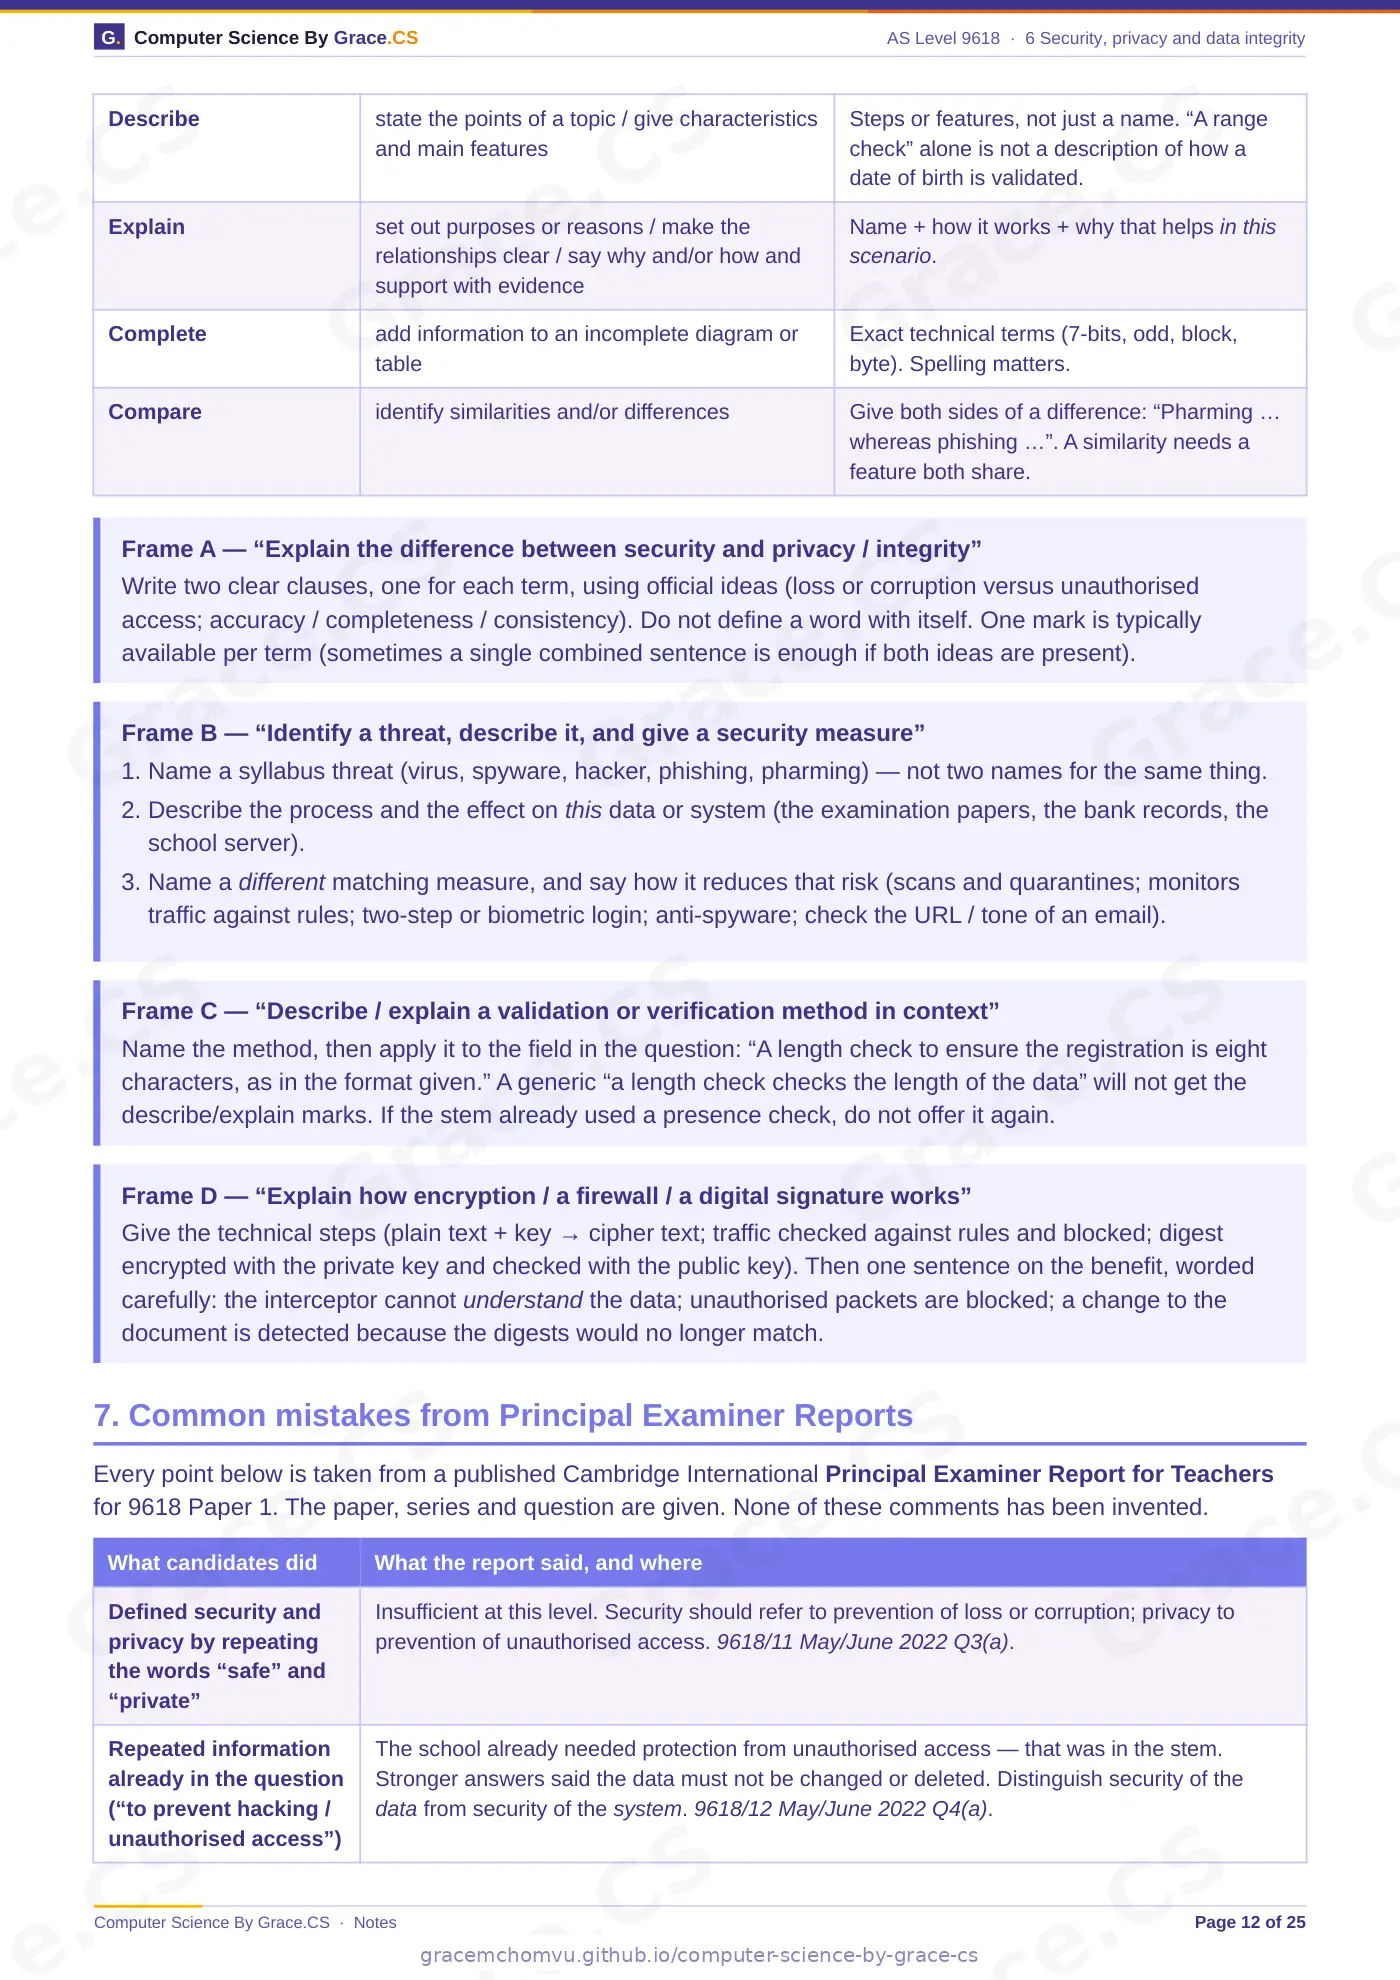 G. Computer Science By Grace.CS
AS Level 9618 · 6 Security, privacy and data integrity
Describe
state the points of a topic / give characteristics
and main features
Steps or features, not just a name. “A range
check” alone is not a description of how a
date of birth is validated.
Explain
set out purposes or reasons / make the
relationships clear / say why and/or how and
support with evidence
Name + how it works + why that helps in this
scenario.
Complete
add information to an incomplete diagram or
table
Exact technical terms (7-bits, odd, block,
byte). Spelling matters.
Compare
identify similarities and/or differences
Give both sides of a difference: “Pharming …
whereas phishing …”. A similarity needs a
feature both share.
Frame A — “Explain the difference between security and privacy / integrity”
Write two clear clauses, one for each term, using official ideas (loss or corruption versus unauthorised
access; accuracy / completeness / consistency). Do not define a word with itself. One mark is typically
available per term (sometimes a single combined sentence is enough if both ideas are present).
Frame B — “Identify a threat, describe it, and give a security measure”
1. Name a syllabus threat (virus, spyware, hacker, phishing, pharming) — not two names for the same thing.
2. Describe the process and the effect on this data or system (the examination papers, the bank records, the
school server).
3. Name a different matching measure, and say how it reduces that risk (scans and quarantines; monitors
traffic against rules; two-step or biometric login; anti-spyware; check the URL / tone of an email).
Frame C — “Describe / explain a validation or verification method in context”
Name the method, then apply it to the field in the question: “A length check to ensure the registration is eight
characters, as in the format given.” A generic “a length check checks the length of the data” will not get the
describe/explain marks. If the stem already used a presence check, do not offer it again.
Frame D — “Explain how encryption / a firewall / a digital signature works”
Give the technical steps (plain text + key → cipher text; traffic checked against rules and blocked; digest
encrypted with the private key and checked with the public key). Then one sentence on the benefit, worded
carefully: the interceptor cannot understand the data; unauthorised packets are blocked; a change to the
document is detected because the digests would no longer match.
7. Common mistakes from Principal Examiner Reports
Every point below is taken from a published Cambridge International Principal Examiner Report for Teachers
for 9618 Paper 1. The paper, series and question are given. None of these comments has been invented.
What candidates did
What the report said, and where
Defined security and
privacy by repeating
the words “safe” and
“private”
Insufficient at this level. Security should refer to prevention of loss or corruption; privacy to
prevention of unauthorised access. 9618/11 May/June 2022 Q3(a).
Repeated information
already in the question
(“to prevent hacking /
unauthorised access”)
The school already needed protection from unauthorised access — that was in the stem.
Stronger answers said the data must not be changed or deleted. Distinguish security of the
data from security of the system. 9618/12 May/June 2022 Q4(a).
Computer Science By Grace.CS · Notes
Page 12 of 25
gracemchomvu.github.io/computer-science-by-grace-cs